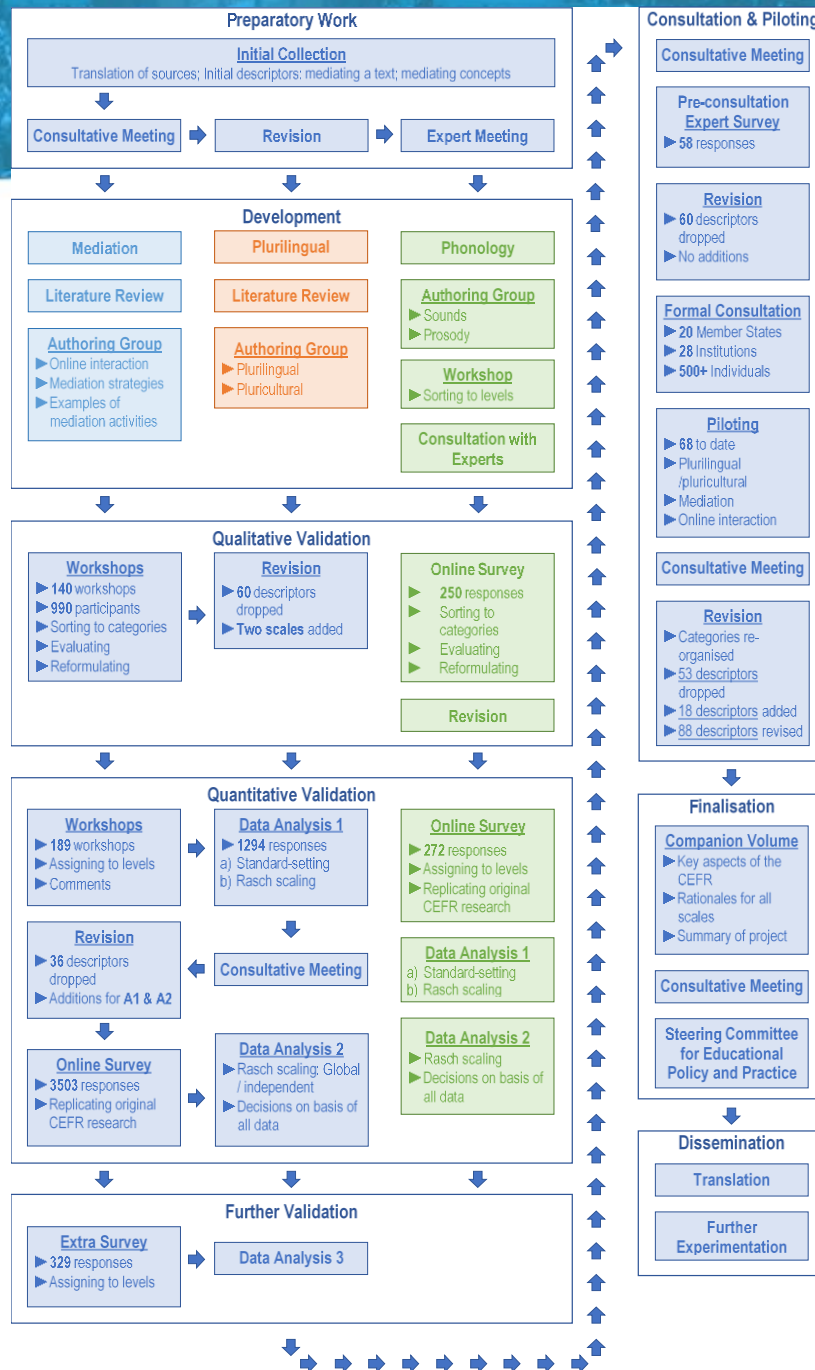 Preparatory Work
Initial Collection
Translation of sources; Initial descriptors: mediating a text; mediating concepts
Consultative Meeting
Revision
Expert Meeting
Development
Mediation
Literature Review
Authoring Group
▶ Online interaction
▶ Mediation strategies
▶ Examples of
mediation activities
Plurilingual
Literature Review
Authoring Group
▶ Plurilingual
▶ Pluricultural
Phonology
Authoring Group
▶ Sounds
▶ Prosody
Workshop
▶ Sorting to levels
Consultation with
Experts
Qualitative Validation
Workshops
▶ 140 workshops
▶ 990 participants
▶ Sorting to categories
▶ Evaluating
▶ Reformulating
Revision
▶ 60 descriptors
dropped
▶ Two scales added
Online Survey
▶ 250 responses
▶ Sorting to
categories
▶ Evaluating
▶ Reformulating
Revision
Quantitative Validation
Workshops
▶ 189 workshops
▶ Assigning to levels
▶ Comments
Data Analysis 1
▶ 1294 responses
a) Standard-setting
b) Rasch scaling
Revision
▶ 36 descriptors
dropped
▶ Additions for A1 & A2
Consultative Meeting
Online Survey
▶ 3503 responses
▶ Replicating original
CEFR research
Data Analysis 2
▶ Rasch scaling: Global
/ independent
▶ Decisions on basis of
all data
Online Survey
▶ 272 responses
▶ Assigning to levels
▶ Replicating original
CEFR research
Data Analysis 1
a) Standard-setting
b) Rasch scaling
Data Analysis 2
▶ Rasch scaling
▶ Decisions on basis of
all data
Further Validation
Extra Survey
▶ 329 responses
▶ Assigning to levels
Data Analysis 3
Consultation & Piloting
Consultative Meeting
Pre-consultation
Expert Survey
▶ 58 responses
Revision
▶ 60 descriptors
dropped
▶ No additions
Formal Consultation
▶ 20 Member States
▶ 28 Institutions
▶ 500+ Individuals
Piloting
▶ 68 to date
▶ Plurilingual
/pluricultural
▶ Mediation
▶ Online interaction
Consultative Meeting
Revision
▶ Categories re-
organised
▶ 53 descriptors
dropped
▶ 18 descriptors added
▶ 88 descriptors revised
Finalisation
Companion Volume
▶ Key aspects of the
CEFR
▶ Rationales for all
scales
▶ Summary of project
Consultative Meeting
Steering Committee
for Educational
Policy and Practice
Dissemination
Translation
Further
Experimentation